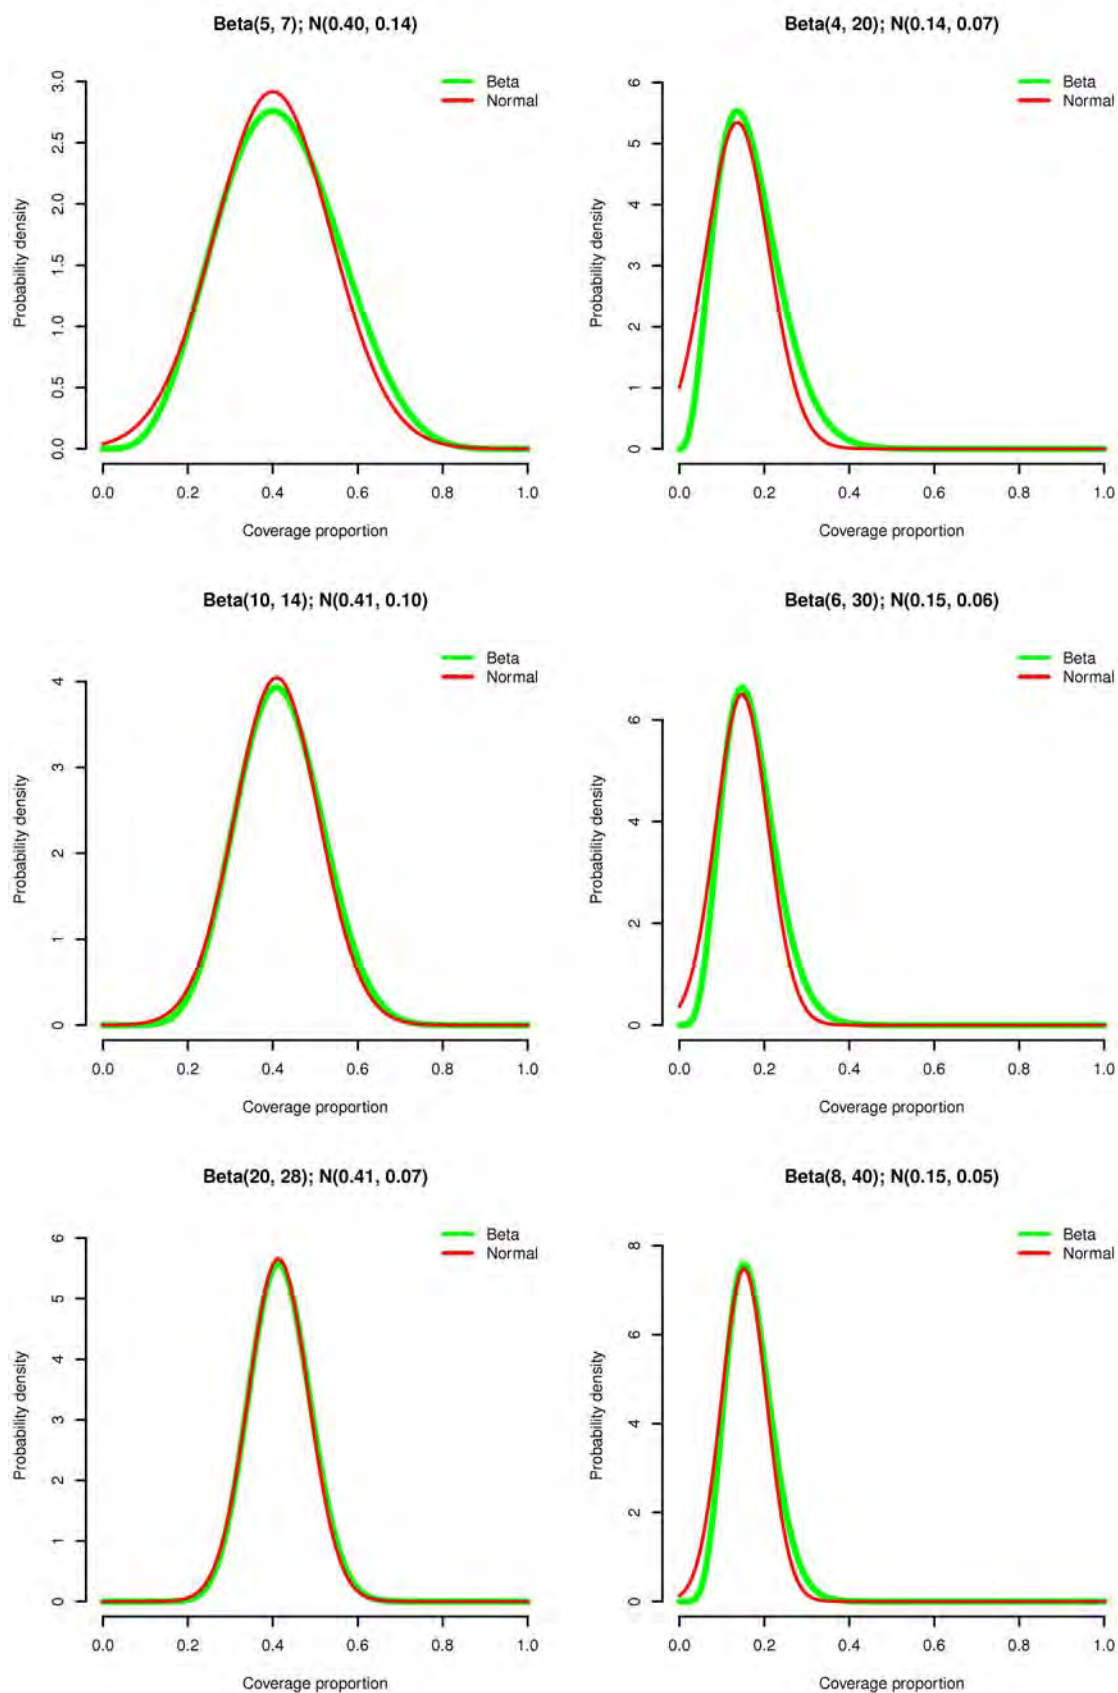 Beta(5, 7); N(0.40, 0.14)
Beta
Normal
Probability density
3.0
2.5
2.0
1.5
1.0
0.5
0.0
0.0 0.2 0.4 0.6 0.8 1.0
Coverage proportion
Beta(4, 20); N(0.14, 0.07)
Beta
Normal
Probability density
6
5
4
3
2
1
0
0.0 0.2 0.4 0.6 0.8 1.0
Coverage proportion
Beta(10, 14); N(0.41, 0.10)
Beta
Normal
Probability density
4
3
2
1
0
0.0 0.2 0.4 0.6 0.8 1.0
Coverage proportion
Beta(6, 30); N(0.15, 0.06)
Beta
Normal
Probability density
6
4
2
0
0.0 0.2 0.4 0.6 0.8 1.0
Coverage proportion
Beta(20, 28); N(0.41, 0.07)
Beta
Normal
Probability density
6
5
4
3
2
1
0
0.0 0.2 0.4 0.6 0.8 1.0
Coverage proportion
Beta(8, 40); N(0.15, 0.05)
Beta
Normal
Probability density
8
6
4
2
0
0.0 0.2 0.4 0.6 0.8 1.0
Coverage proportion